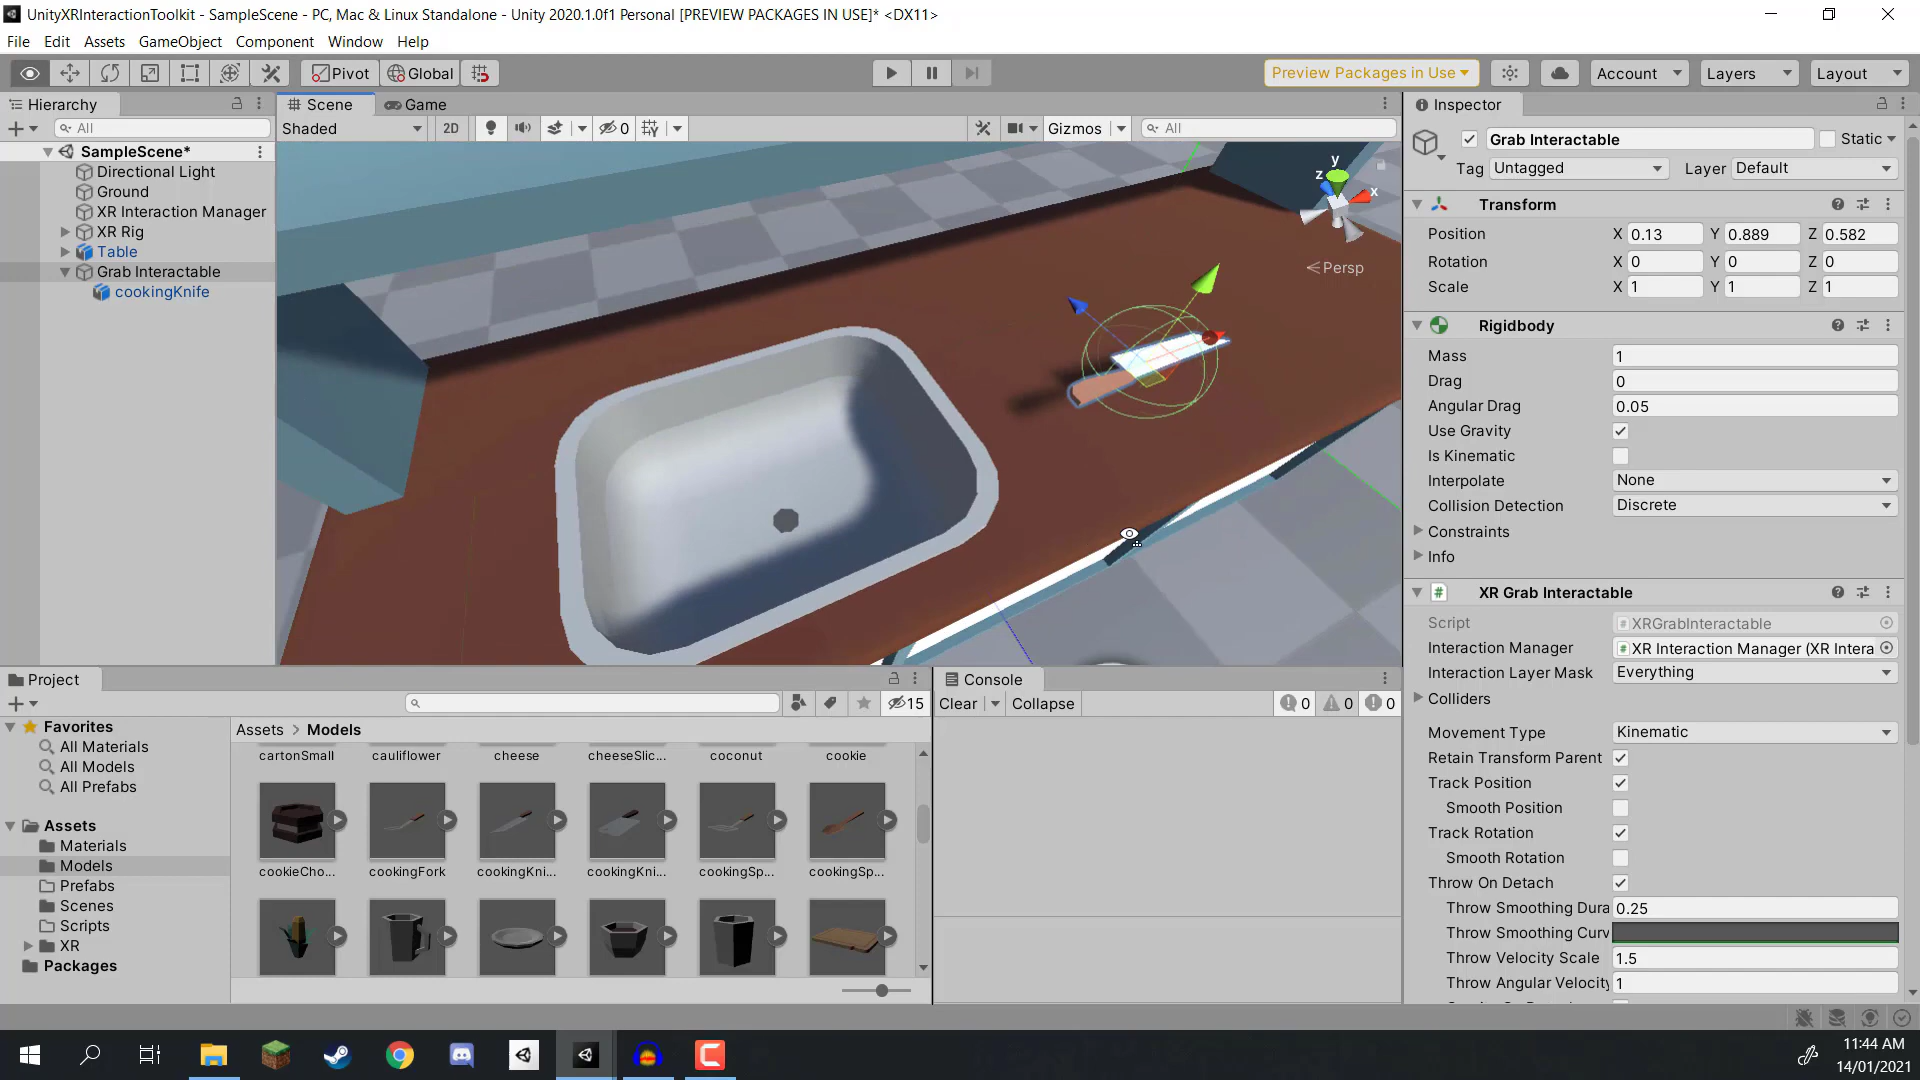 UnityXRInteractionToolkit - SampleScene - PC, Mac & Linux Standalone - Unity 2020.1.0f1 Personal [PREVIEW PACKAGES IN USE]* <DX11>
File Edit Assets GameObject Component Window Help
Pivot Global Preview Packages in Use Account Layers Layout
Hierarchy
All
SampleScene*
Directional Light
Ground
XR Interaction Manager
XR Rig
Table
Grab Interactable
cookingKnife
Scene Game
Shaded 2D 0 Gizmos All
y
z
x
Persp
Inspector
Grab Interactable Static
Tag Untagged Layer Default
Transform
Position X 0.13 Y 0.889 Z 0.582
Rotation X 0 Y 0 Z 0
Scale X 1 Y 1 Z 1
Rigidbody
Mass 1
Drag 0
Angular Drag 0.05
Use Gravity
Is Kinematic
Interpolate None
Collision Detection Discrete
Constraints
Info
XR Grab Interactable
Script XRGrabInteractable
Interaction Manager XR Interaction Manager (XR Intera
Interaction Layer Mask Everything
Colliders
Movement Type Kinematic
Retain Transform Parent
Track Position
Smooth Position
Track Rotation
Smooth Rotation
Throw On Detach
Throw Smoothing Dura 0.25
Throw Smoothing Curv
Throw Velocity Scale 1.5
Throw Angular Velocity 1
Project
15
Favorites
All Materials
All Models
All Prefabs
Assets
Materials
Models
Prefabs
Scenes
Scripts
XR
Packages
Assets > Models
cartonSmall cauliflower cheese cheeseSlic... coconut cookie
cookieCho... cookingFork cookingKni... cookingKni... cookingSp... cookingSp...
Console
Clear Collapse 0 0 0
11:44 AM
14/01/2021